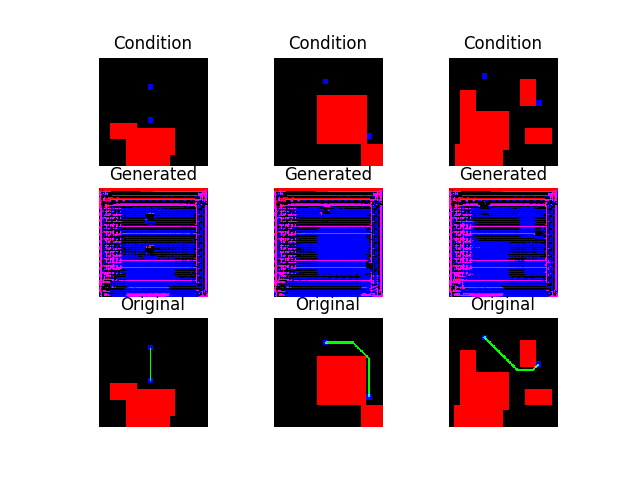 Condition Condition Condition
Generated Generated Generated
Original Original Original